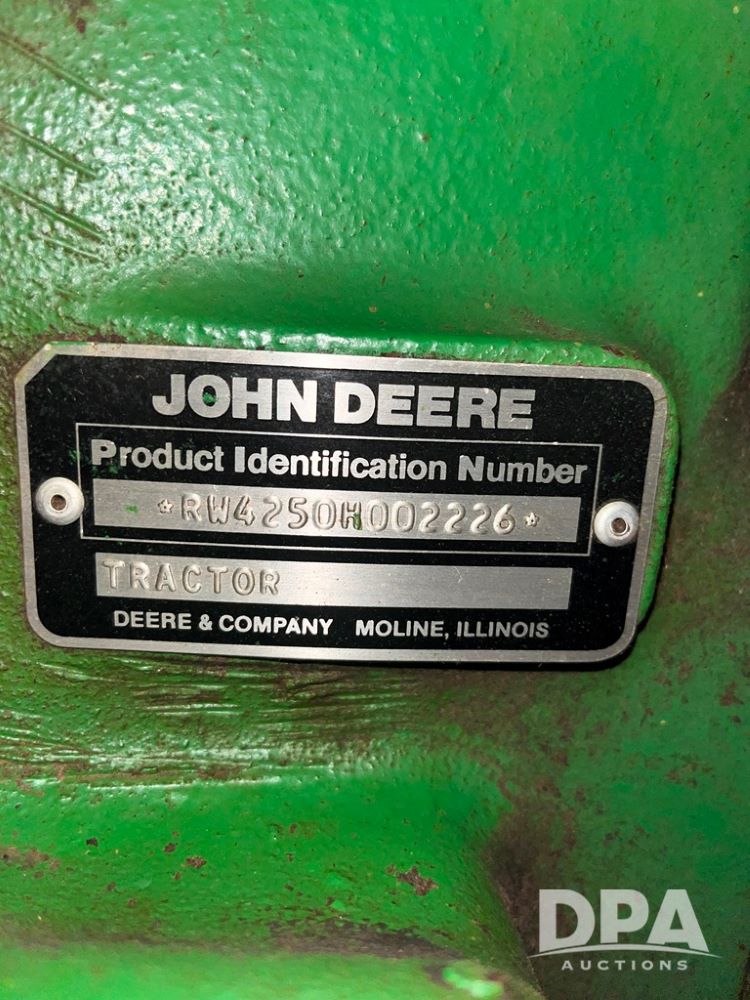 JOHN DEERE
Product Identification Number
*RW4250H002226*
TRACTOR
DEERE & COMPANY MOLINE, ILLINOIS
DPA
AUCTIONS